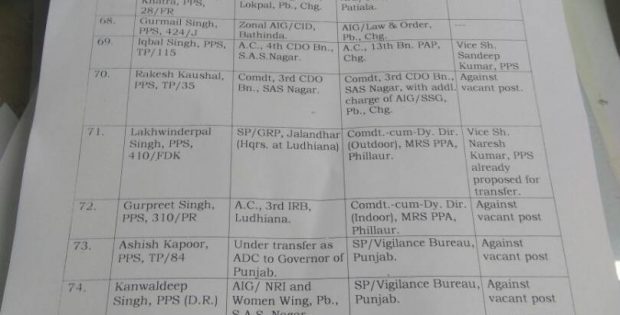 Khatra, PPS, Lokpal, Pb., Chg. Patiala.
28/FR
68. Gurmail Singh, Zonal AIG/CID, AIG/Law & Order,
PPS, 424/J Bathinda. Pb., Chg.
69. Iqbal Singh, PPS, A.C., 4th CDO Bn., A.C., 13th Bn. PAP, Vice Sh.
TP/115 S.A.S.Nagar. Chg. Sandeep
Kumar, PPS
70. Rakesh Kaushal, Comdt, 3rd CDO Comdt, 3rd CDO Bn., Against
PPS, TP/35 Bn., SAS Nagar. SAS Nagar, with addl. vacant post.
charge of AIG/SSG,
Pb., Chg.
71. Lakhwinderpal SP/GRP, Jalandhar Comdt.-cum-Dy. Dir. Vice Sh.
Singh, PPS, (Hqrs. at Ludhiana) (Outdoor), MRS PPA, Naresh
410/FDK Phillaur. Kumar, PPS
already
proposed for
transfer.
72. Gurpreet Singh, A.C., 3rd IRB, Comdt.-cum-Dy. Dir. Against
PPS, 310/PR Ludhiana. (Indoor), MRS PPA, vacant post
Phillaur.
73. Ashish Kapoor, Under transfer as SP/Vigilance Bureau, Against
PPS, TP/84 ADC to Governor of Punjab. vacant post
Punjab.
74. Kanwaldeep AIG/ NRI and SP/Vigilance Bureau, Against
Singh, PPS (D.R.) Women Wing, Pb., Punjab. vacant post
S.A.S. Nagar.